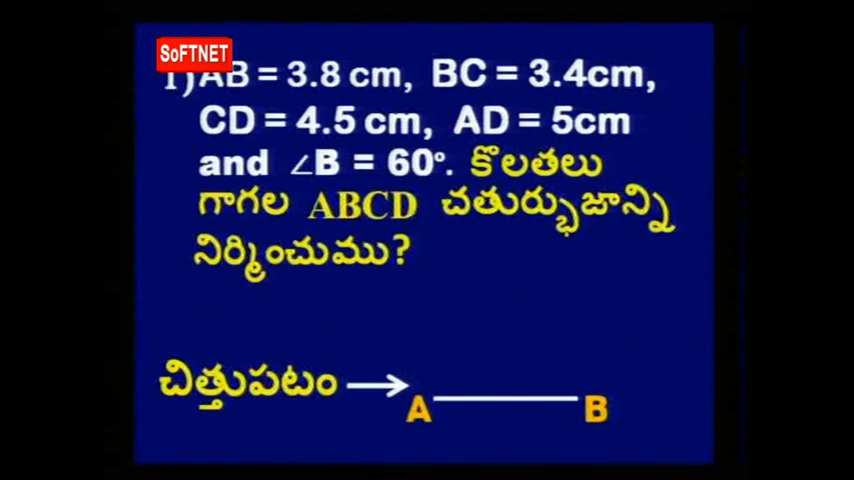 SoFTNET
1) AB = 3.8 cm, BC = 3.4cm,
CD = 4.5 cm, AD = 5cm
and ∠B = 60°. కొలతలు
గాగల ABCD చతుర్భుజాన్ని
నిర్మించుము?
చిత్తుపటం →
A B